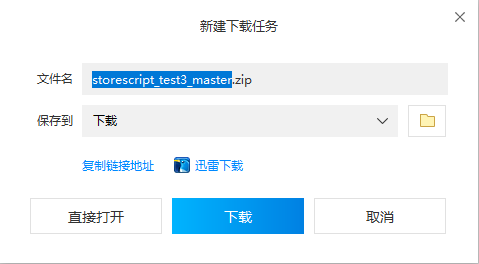 新建下载任务
文件名 storescript_test3_master.zip
保存到 下载
复制链接地址 迅雷下载
直接打开 下载 取消